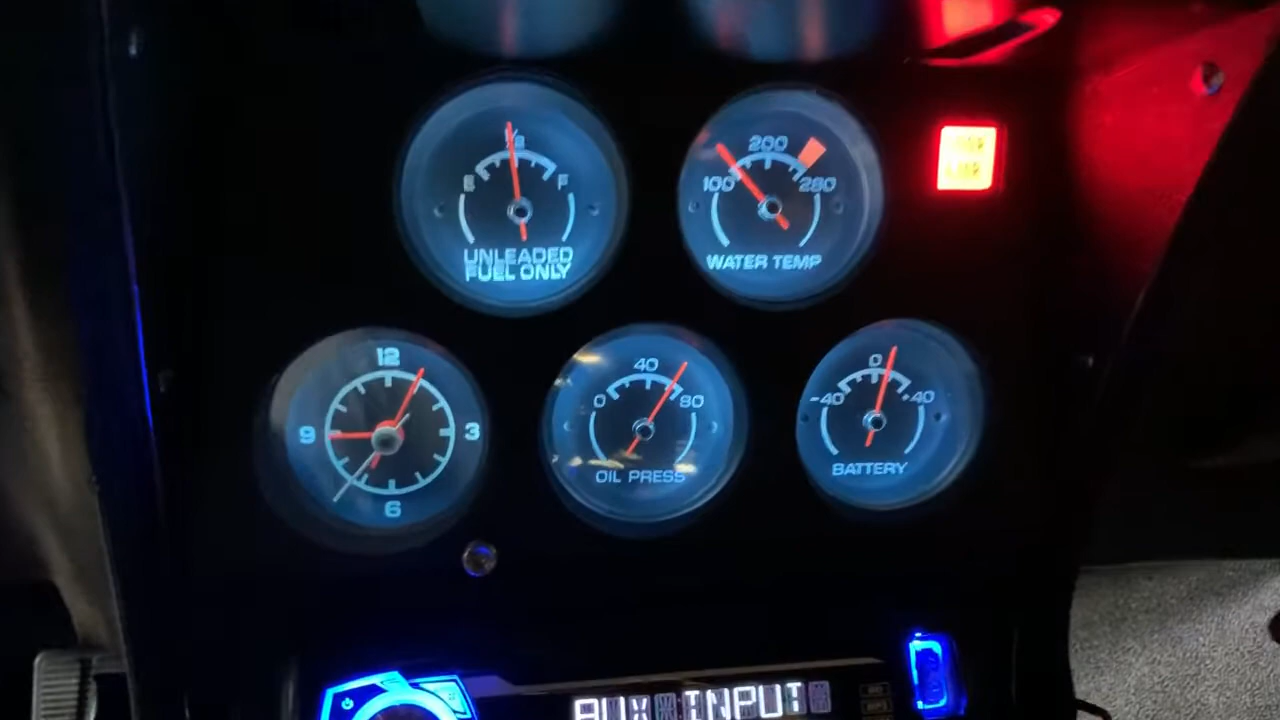 1/2
E F
UNLEADED
FUEL ONLY
200
100 280
WATER TEMP
12
9 3
6
40
0 80
OIL PRESS
0
-40 +40
BATTERY
AUX INPUT